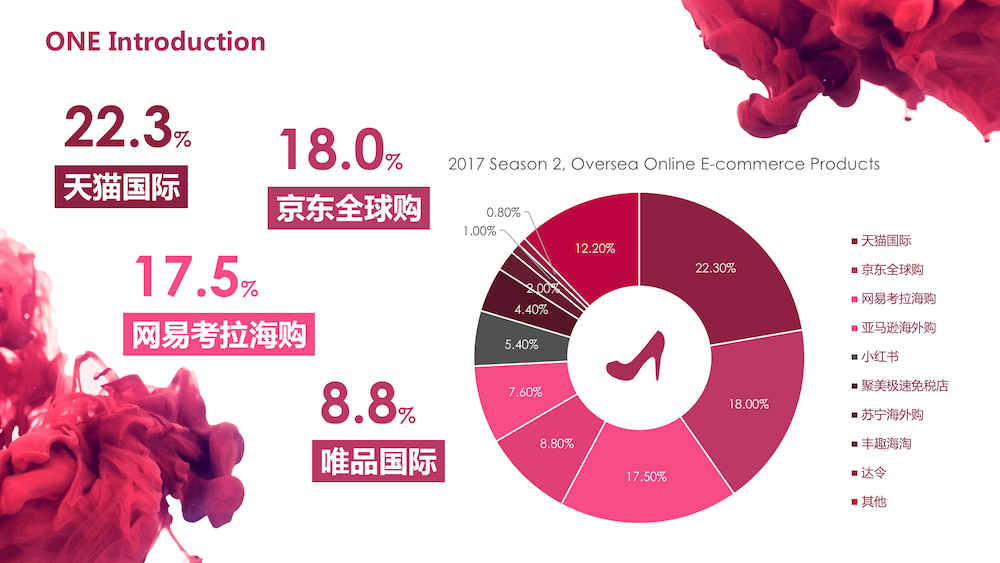 ONE Introduction
22.3%
天猫国际
18.0%
京东全球购
17.5%
网易考拉海购
8.8%
唯品国际
2017 Season 2, Oversea Online E-commerce Products
0.80%
1.00%
12.20%
22.30%
2.00%
4.40%
5.40%
7.60%
18.00%
8.80%
17.50%
天猫国际
京东全球购
网易考拉海购
亚马逊海外购
小红书
聚美极速免税店
苏宁海外购
丰趣海淘
达令
其他